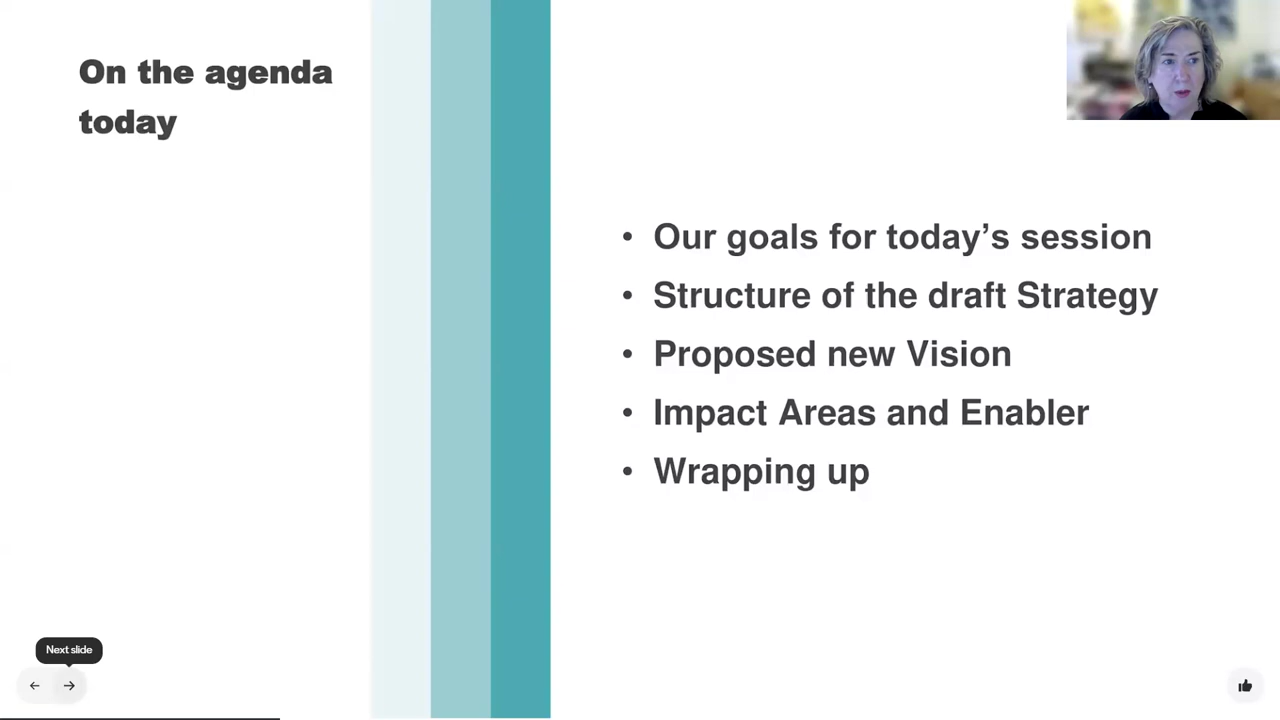 On the agenda
today
• Our goals for today’s session
• Structure of the draft Strategy
• Proposed new Vision
• Impact Areas and Enabler
• Wrapping up
Next slide